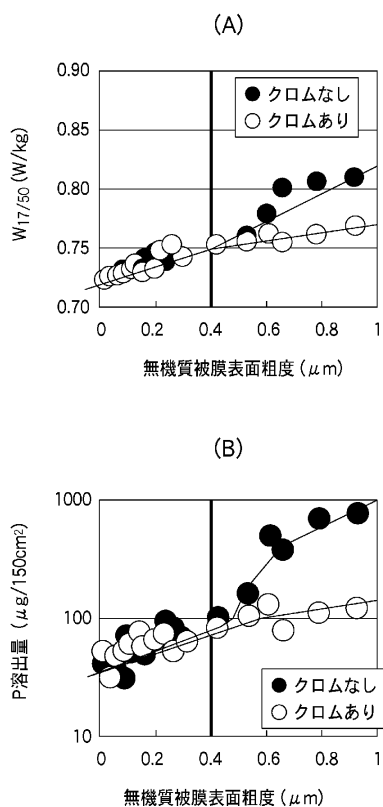 (A)
0.90
0.85
0.80
0.75
0.70
W17/50 (W/kg)
クロムなし
クロムあり
0 0.2 0.4 0.6 0.8 1
無機質被膜表面粗度(μm)
(B)
1000
100
10
P溶出量 (μg/150cm²)
クロムなし
クロムあり
0 0.2 0.4 0.6 0.8 1
無機質被膜表面粗度(μm)